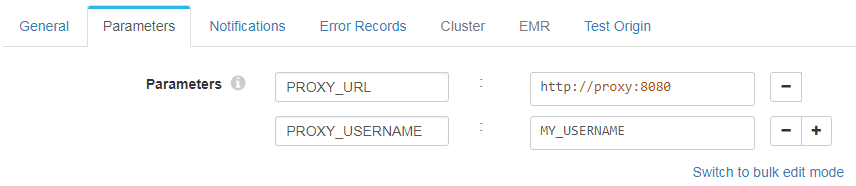 General Parameters Notifications Error Records Cluster EMR Test Origin
Parameters PROXY_URL : http://proxy:8080
PROXY_USERNAME : MY_USERNAME
Switch to bulk edit mode